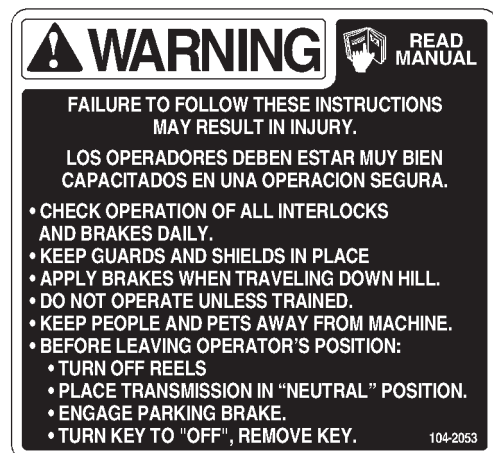 WARNING
READ
MANUAL
FAILURE TO FOLLOW THESE INSTRUCTIONS
MAY RESULT IN INJURY.
LOS OPERADORES DEBEN ESTAR MUY BIEN
CAPACITADOS EN UNA OPERACION SEGURA.
• CHECK OPERATION OF ALL INTERLOCKS
AND BRAKES DAILY.
• KEEP GUARDS AND SHIELDS IN PLACE
• APPLY BRAKES WHEN TRAVELING DOWN HILL.
• DO NOT OPERATE UNLESS TRAINED.
• KEEP PEOPLE AND PETS AWAY FROM MACHINE.
• BEFORE LEAVING OPERATOR'S POSITION:
• TURN OFF REELS
• PLACE TRANSMISSION IN “NEUTRAL” POSITION.
• ENGAGE PARKING BRAKE.
• TURN KEY TO "OFF", REMOVE KEY. 104-2053